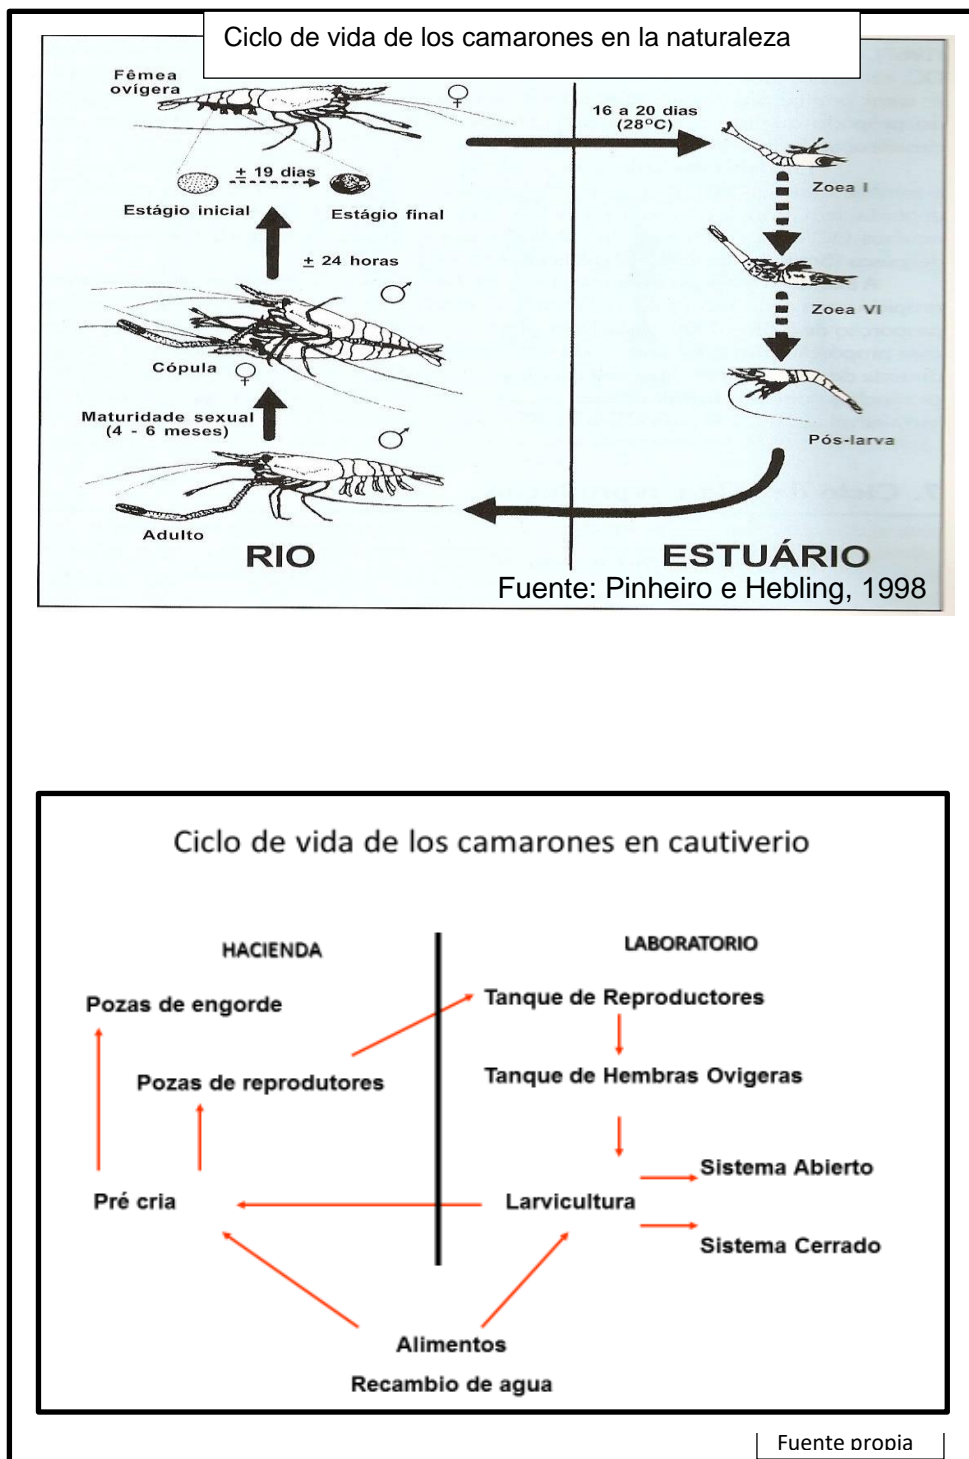 Ciclo de vida de los camarones en la naturaleza
Fêmea
ovígera
16 a 20 dias
(28ºC)
± 19 dias
Estágio inicial
Estágio final
Zoea I
± 24 horas
Zoea VI
Cópula
Maturidade sexual
(4 - 6 meses)
Pós-larva
Adulto
RIO
ESTUÁRIO
Fuente: Pinheiro e Hebling, 1998
Ciclo de vida de los camarones en cautiverio
HACIENDA
LABORATORIO
Pozas de engorde
Tanque de Reproductores
Pozas de reprodutores
Tanque de Hembras Ovigeras
Sistema Abierto
Pré cria
Larvicultura
Sistema Cerrado
Alimentos
Recambio de agua
Fuente propia